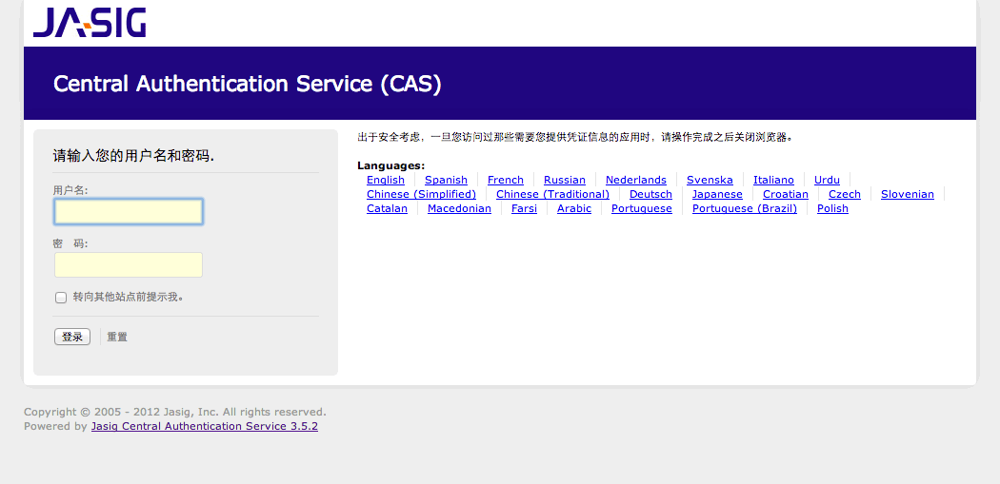 JASIG
Central Authentication Service (CAS)
请输入您的用户名和密码.
用户名:
密 码:
转向其他站点前提示我。
登录 重置
出于安全考虑，一旦您访问过那些需要您提供凭证信息的应用时，请操作完成之后关闭浏览器。
Languages:
English Spanish French Russian Nederlands Svenska Italiano Urdu
Chinese (Simplified) Chinese (Traditional) Deutsch Japanese Croatian Czech Slovenian
Catalan Macedonian Farsi Arabic Portuguese Portuguese (Brazil) Polish
Copyright © 2005 - 2012 Jasig, Inc. All rights reserved.
Powered by Jasig Central Authentication Service 3.5.2